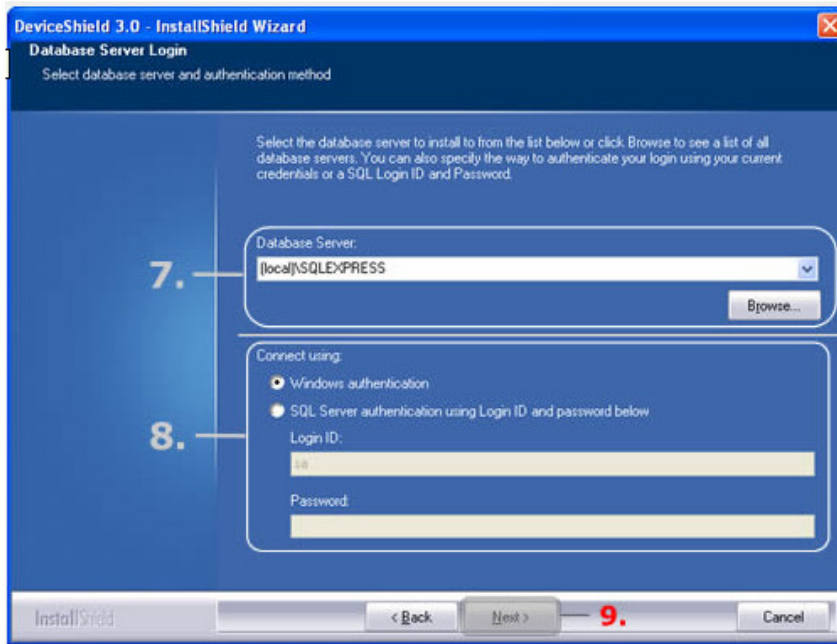 DeviceShield 3.0 - InstallShield Wizard
Database Server Login
Select database server and authentication method
Select the database server to install to from the list below or click Browse to see a list of all
database servers. You can also specify the way to authenticate your login using your current
credentials or a SQL Login ID and Password.
Database Server:
7.
(local)\SQLEXPRESS
Browse...
Connect using:
Windows authentication
SQL Server authentication using Login ID and password below
8.
Login ID:
sa
Password:
InstallShield
< Back
Next >
9.
Cancel